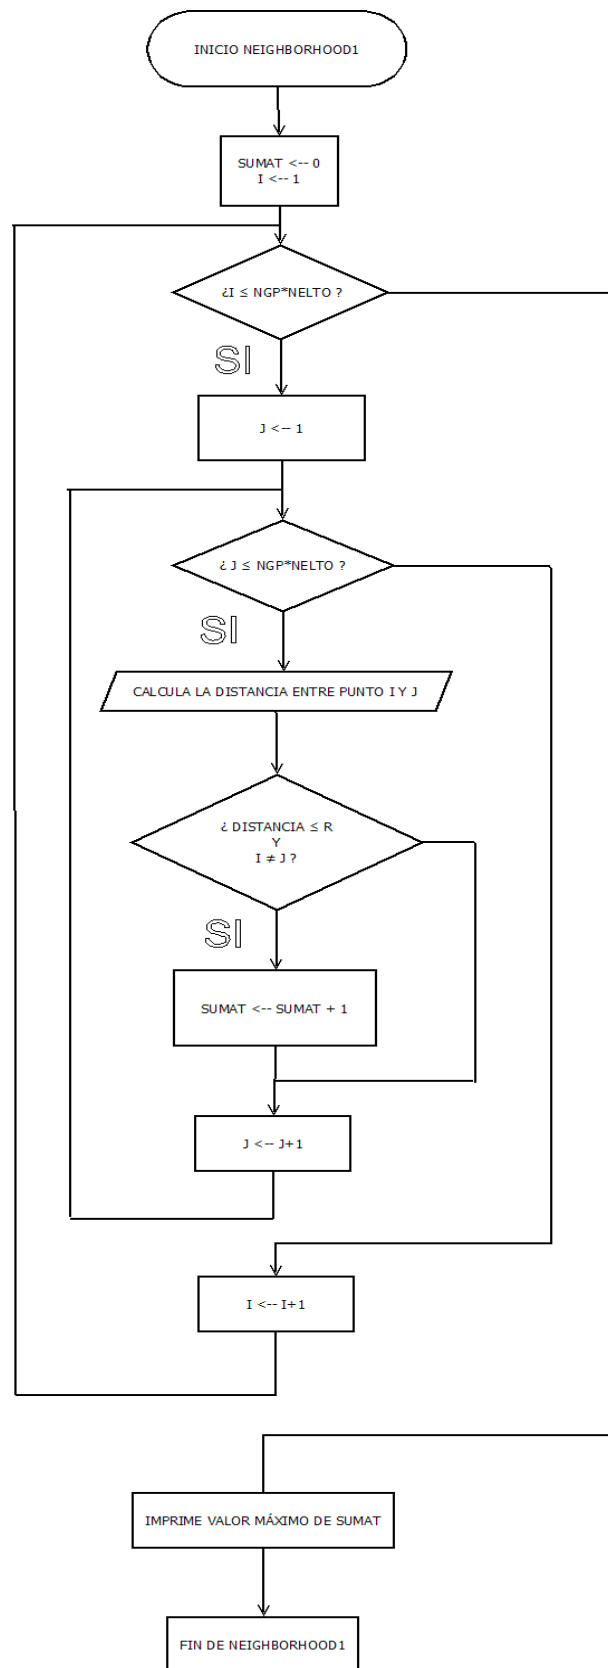 INICIO NEIGHBORHOOD1
SUMAT <-- 0
I <-- 1
¿I ≤ NGP*NELTO ?
SI
J <-- 1
¿ J ≤ NGP*NELTO ?
SI
CALCULA LA DISTANCIA ENTRE PUNTO I Y J
¿ DISTANCIA ≤ R
Y
I ≠ J ?
SI
SUMAT <-- SUMAT + 1
J <-- J+1
I <-- I+1
IMPRIME VALOR MÁXIMO DE SUMAT
FIN DE NEIGHBORHOOD1